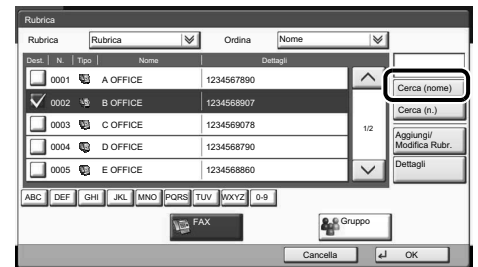 Rubrica
Rubrica Rubrica Ordina Nome
Dest. N. Tipo Nome Dettagli
0001 A OFFICE 1234567890
0002 B OFFICE 1234568907
0003 C OFFICE 1234569078
0004 D OFFICE 1234568790
0005 E OFFICE 1234568860
1/2
Cerca (nome)
Cerca (n.)
Aggiungi/
Modifica Rubr.
Dettagli
ABC DEF GHI JKL MNO PQRS TUV WXYZ 0-9
FAX Gruppo
Cancella OK